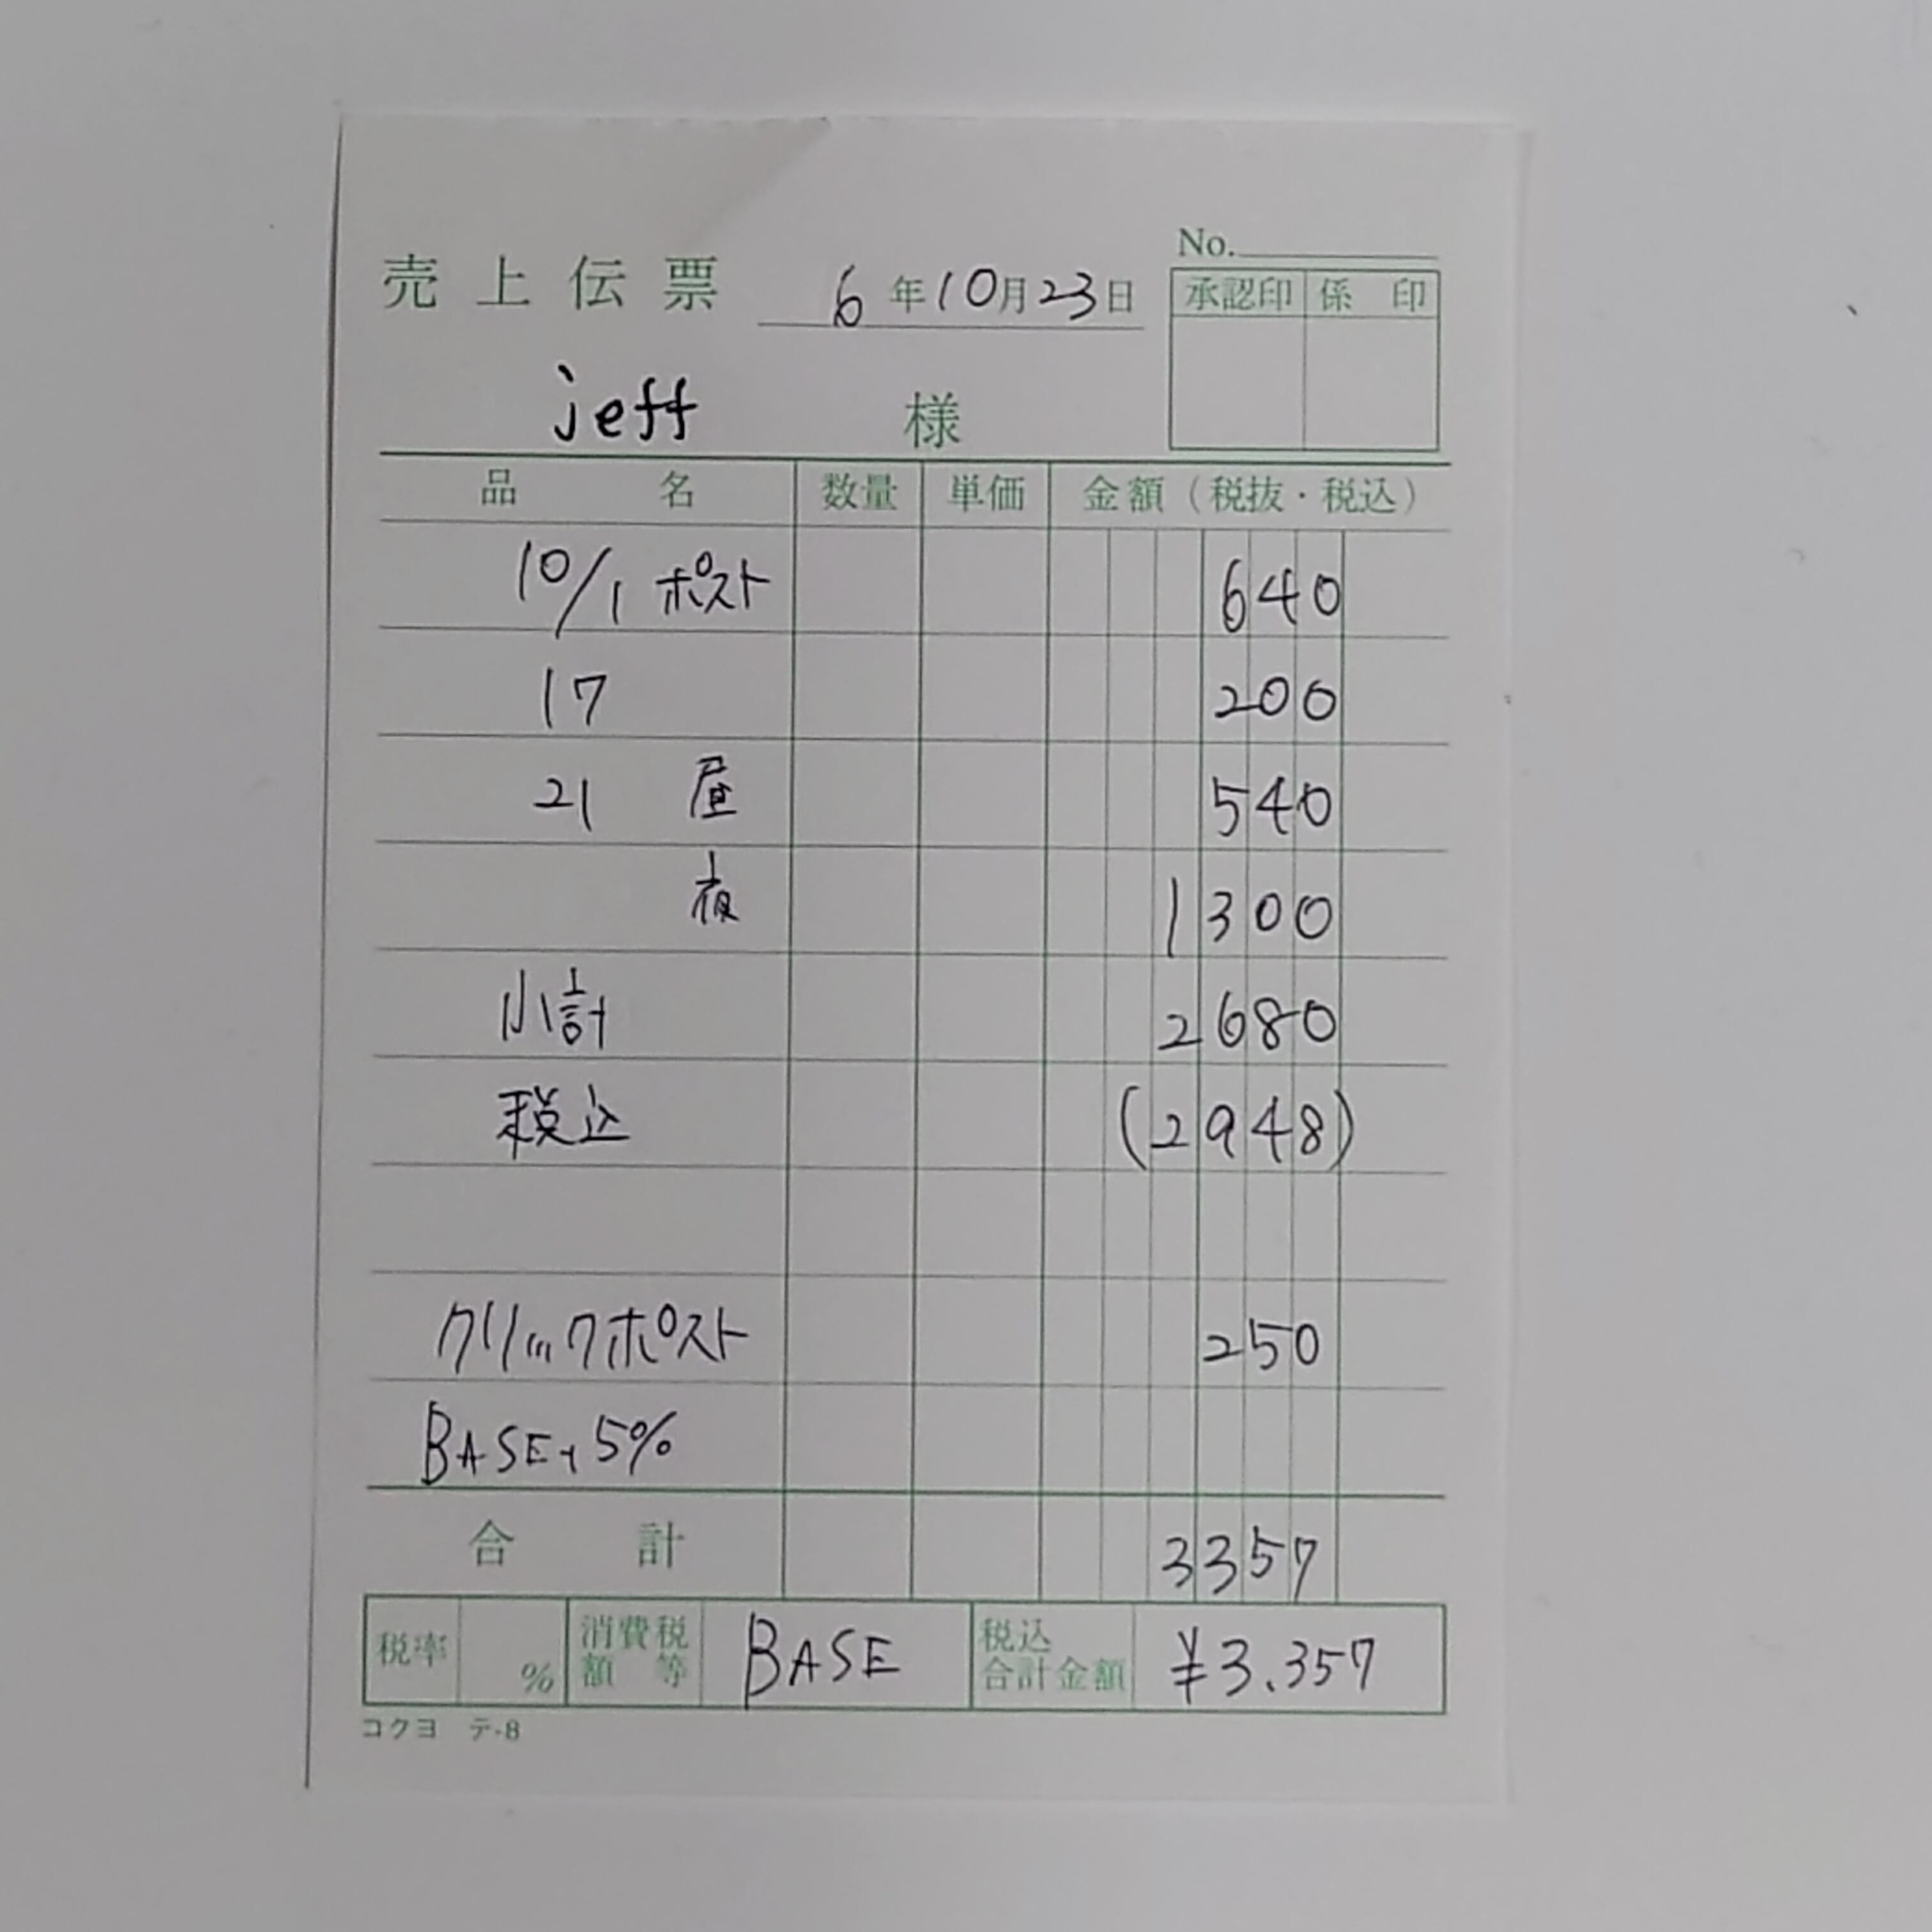 No.
売上伝票 6年10月23日
承認印 係印
jeff 様
品名 数量 単価 金額(税抜・税込)
10/1 ポスト 640
17 200
21 昼 540
夜 1300
小計 2680
税込 (2948)
クリックポスト 250
BASE+5%
合計 3357
税率 % 消費税額等 BASE 税込合計金額 ¥3.357
コクヨ テ-8